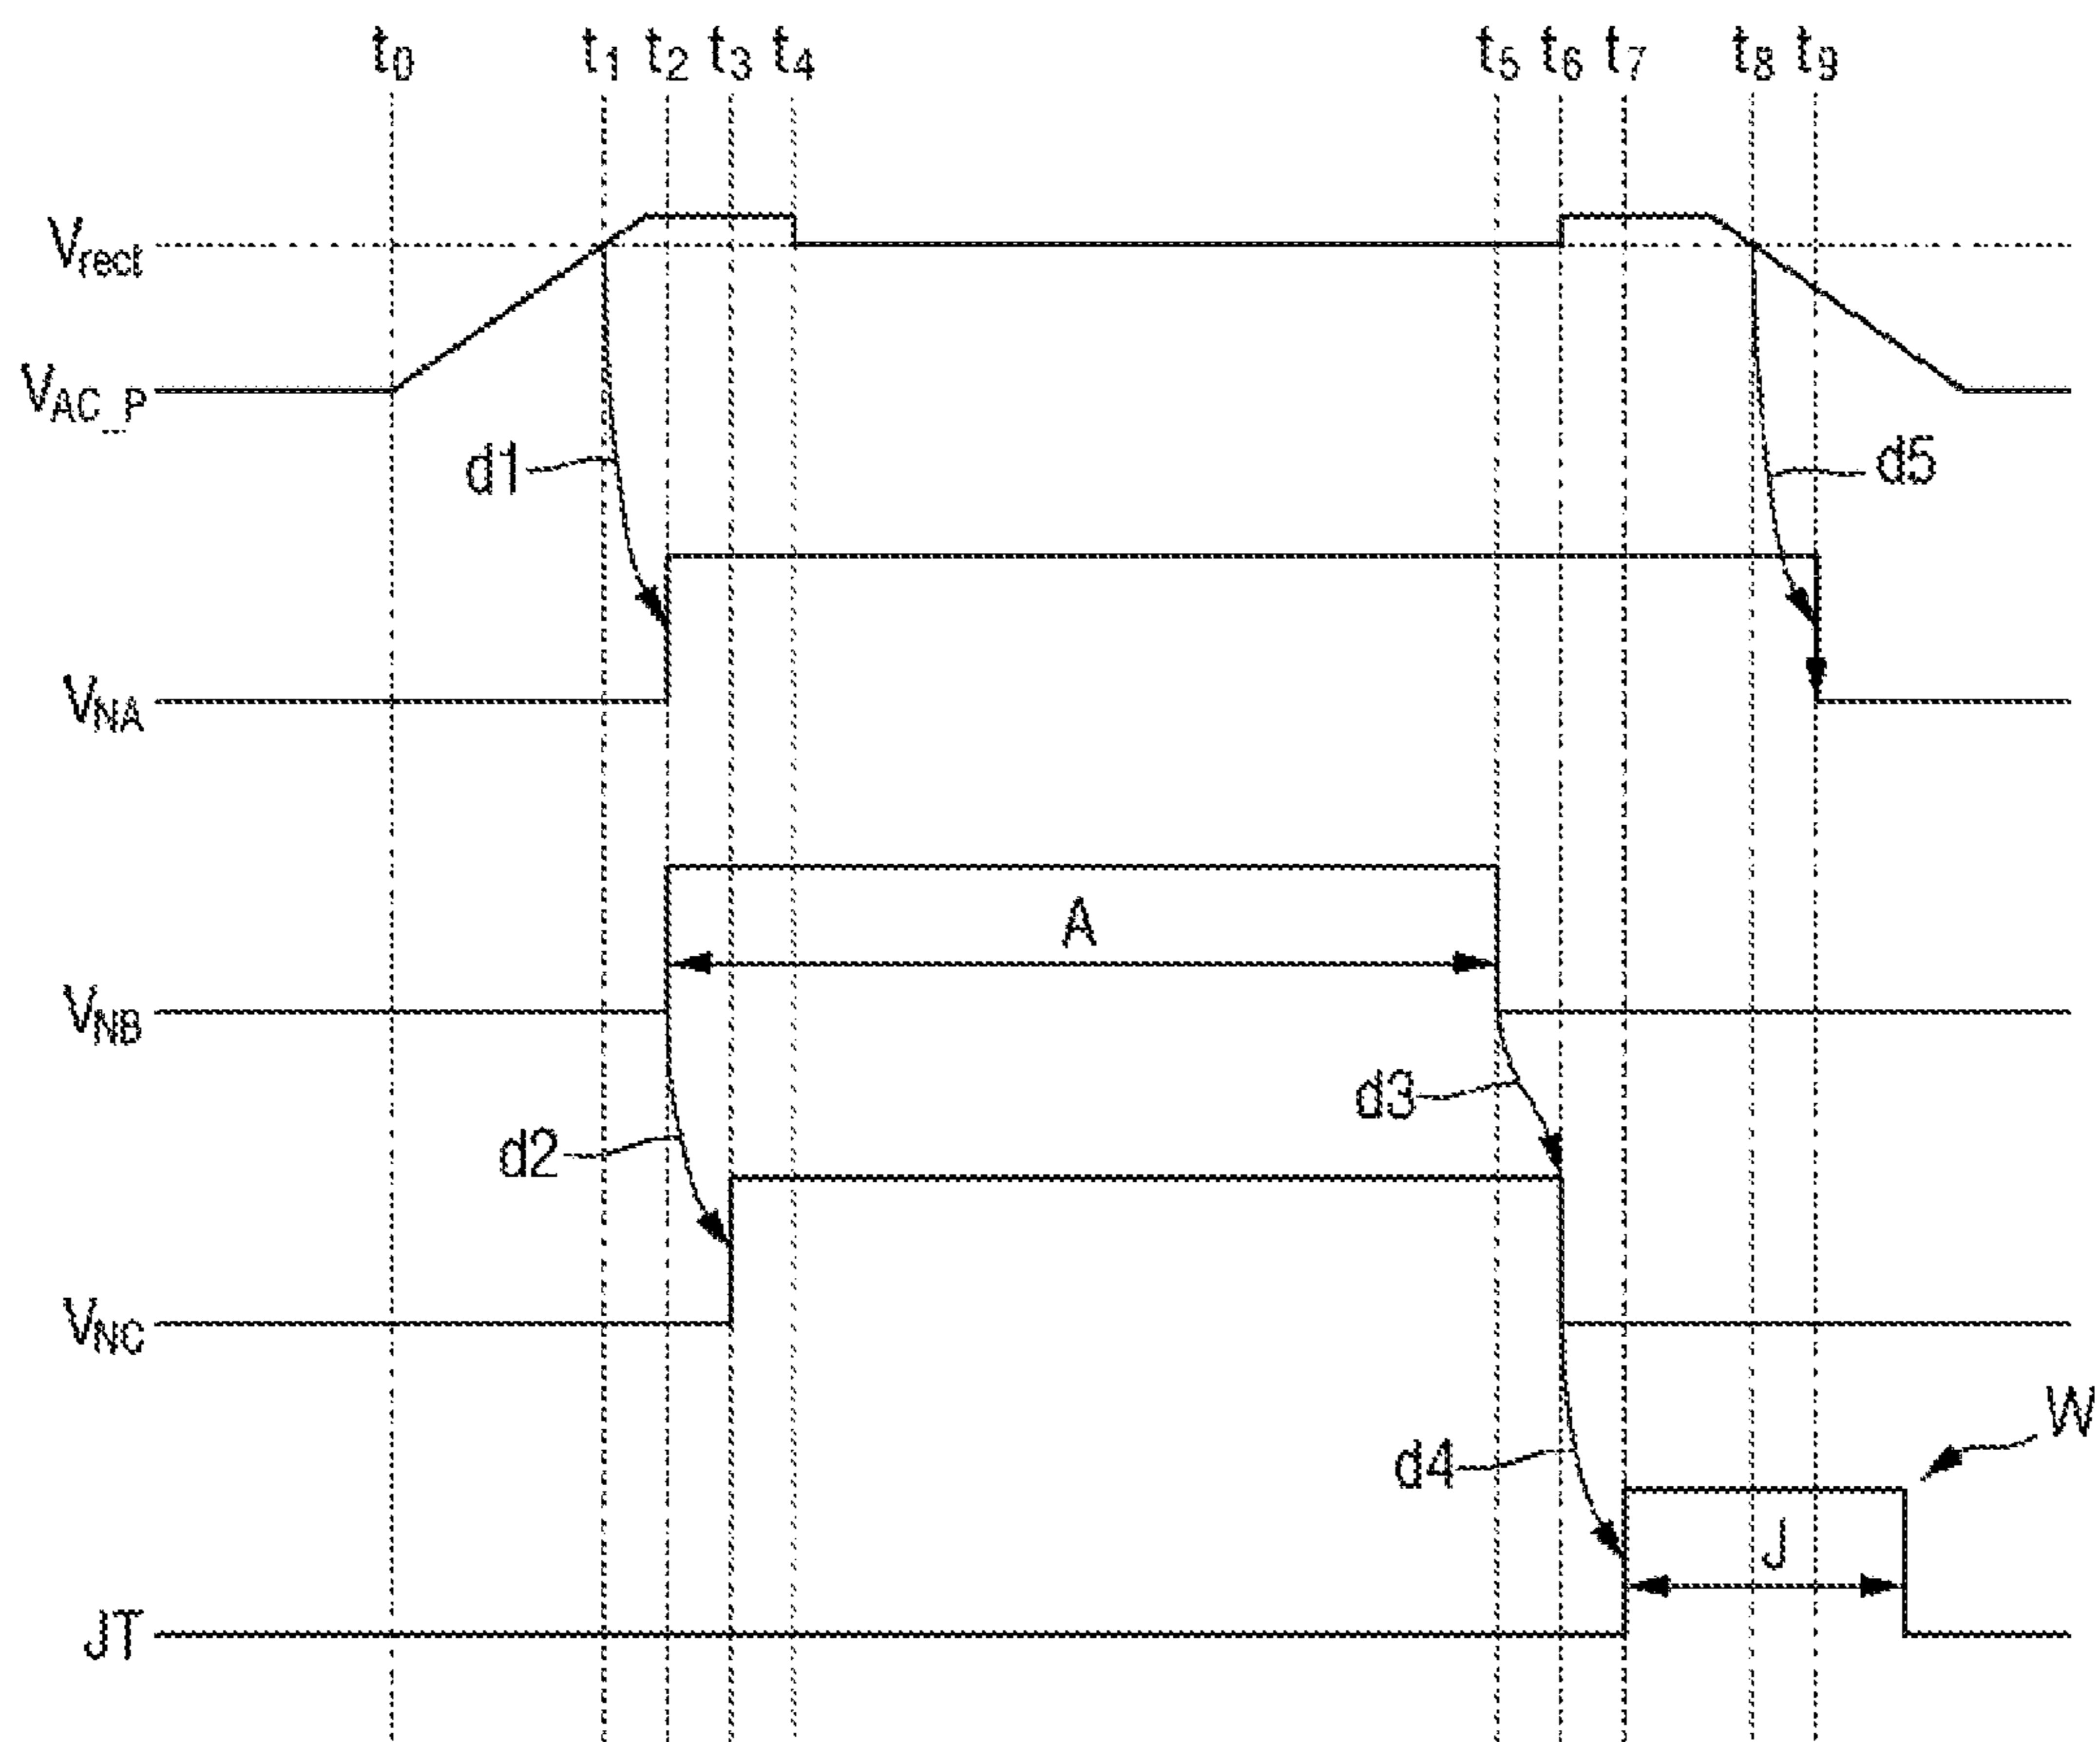 t0 t1 t2 t3 t4 t5 t6 t7 t8 t9
Vrect
VAC_P
d1
d5
VNA
A
VNB
d3
d2
VNC
W
d4
J
JT